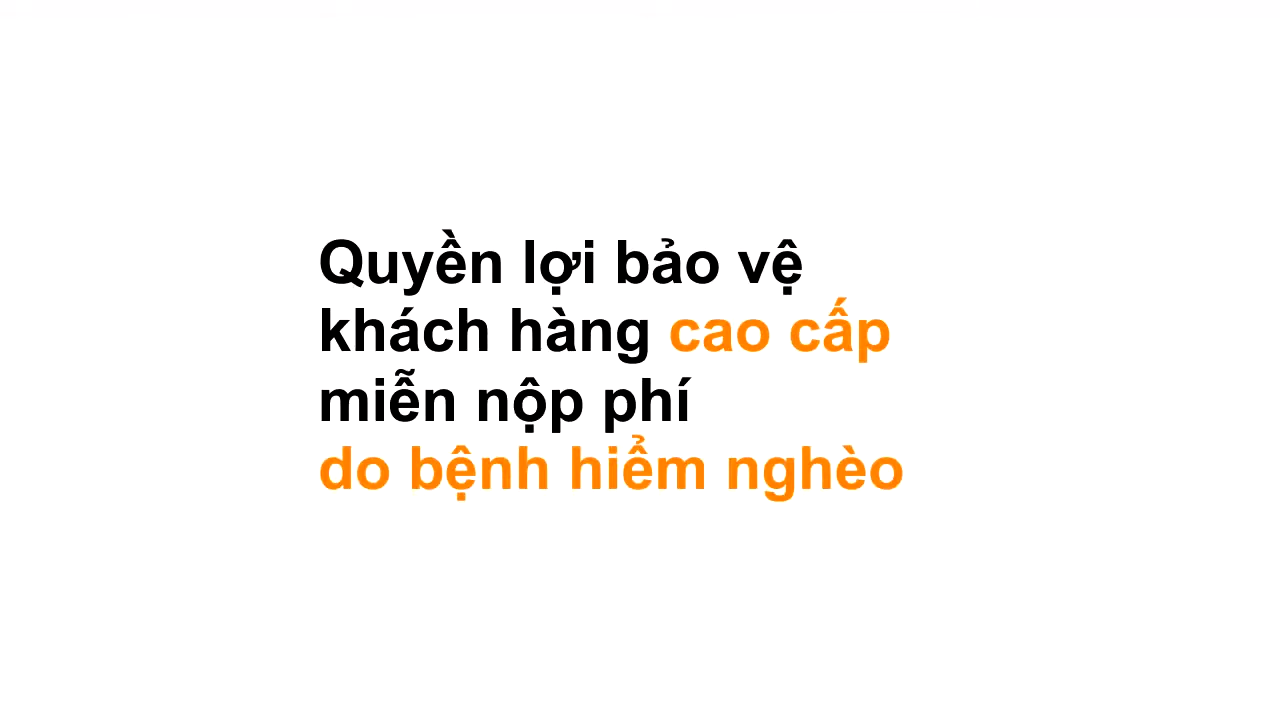 Quyền lợi bảo vệ
khách hàng cao cấp
miễn nộp phí
do bệnh hiểm nghèo